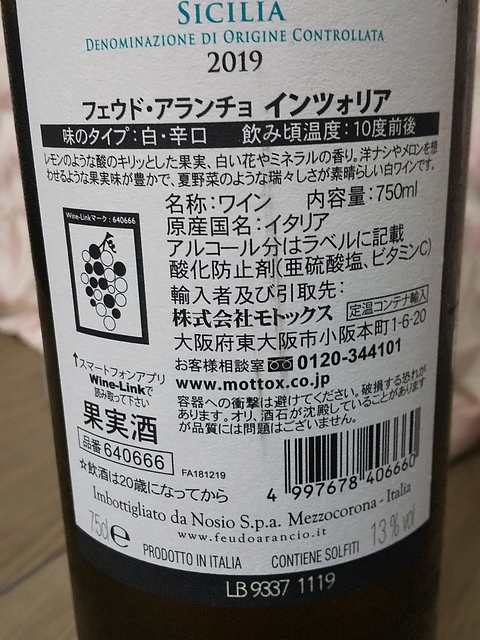 SICILIA
DENOMINAZIONE DI ORIGINE CONTROLLATA
2019
フェウド・アランチョ インツォリア
味のタイプ：白・辛口 飲み頃温度：10度前後
レモンのような酸のキリッとした果実、白い花やミネラルの香り。洋ナシやメロンを想
わせるような果実味が豊かで、夏野菜のような瑞々しさが素晴らしい白ワインです。
Wine-Linkマーク：640666
名称：ワイン 内容量：750ml
原産国名：イタリア
アルコール分はラベルに記載
酸化防止剤(亜硫酸塩、ビタミンC)
輸入者及び引取先：
定温コンテナ輸入
株式会社モトックス
大阪府東大阪市小阪本町1-6-20
お客様相談室 0120-344101
www.mottox.co.jp
↑スマートフォンアプリ
Wine-Linkで
読み取って下さい
容器への衝撃は避けてください。破損する恐れが
あります。オリ、酒石が沈殿していることがあります
が品質には問題はございません。
果実酒
品番640666
FA181219
☆飲酒は20歳になってから
4 997678 406660
Imbottigliato da Nosio S.p.a. Mezzocorona - Italia
www.feudoarancio.it
75cl e
PRODOTTO IN ITALIA CONTIENE SOLFITI
13% vol
LB 9337 1119